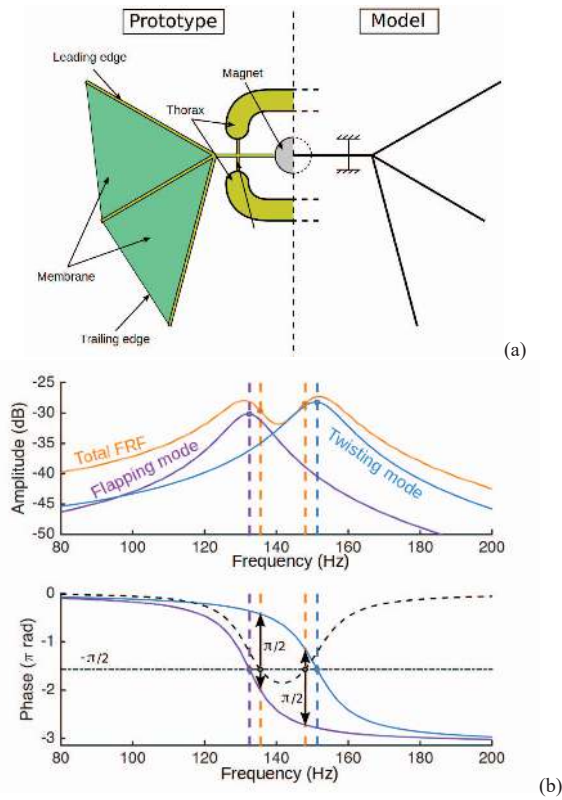 Prototype
Model
Leading edge
Magnet
Thorax
Membrane
Trailing edge
(a)
-25
-30
-35
-40
-45
-50
Amplitude (dB)
Total FRF
Flapping mode
Twisting mode
80 100 120 140 160 180 200
Frequency (Hz)
0
-1
-2
-3
Phase (π rad)
-π/2
π/2
π/2
80 100 120 140 160 180 200
Frequency (Hz)
(b)